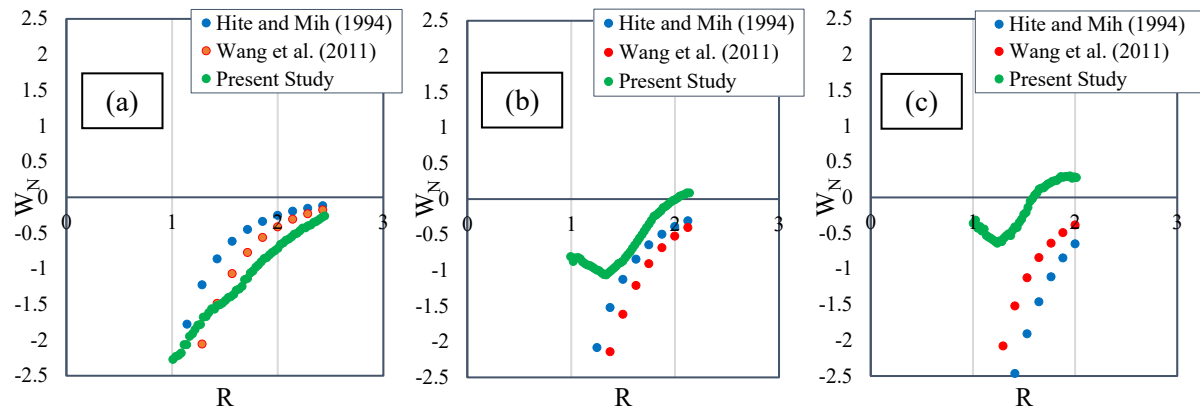 2.5
2
1.5
1
0.5
0
-0.5
-1
-1.5
-2
-2.5
W_N
0
1
2
3
R
(a)
Hite and Mih (1994)
Wang et al. (2011)
Present Study
2.5
2
1.5
1
0.5
0
-0.5
-1
-1.5
-2
-2.5
W_N
0
1
2
3
R
(b)
Hite and Mih (1994)
Wang et al. (2011)
Present Study
2.5
2
1.5
1
0.5
0
-0.5
-1
-1.5
-2
-2.5
W_N
0
1
2
3
R
(c)
Hite and Mih (1994)
Wang et al. (2011)
Present Study